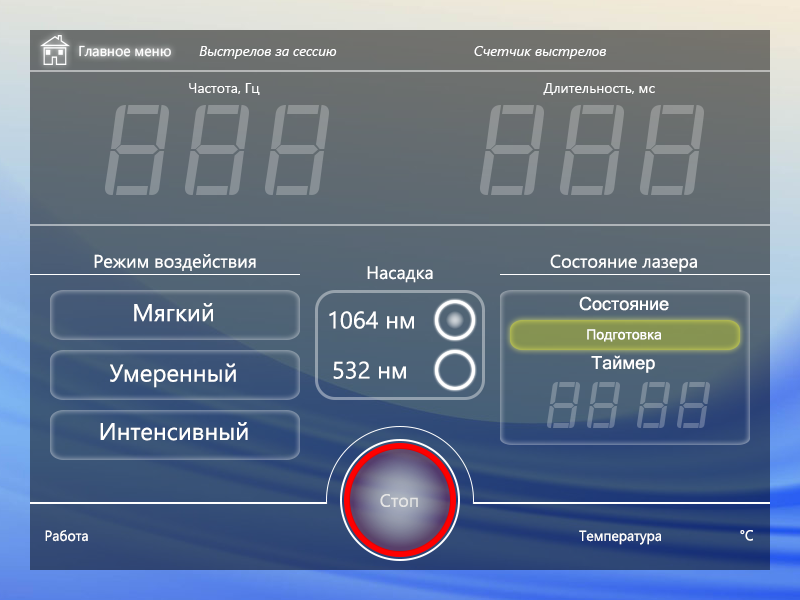 Главное меню
Выстрелов за сессию
Счетчик выстрелов
Частота, Гц
Длительность, мс
Режим воздействия
Мягкий
Умеренный
Интенсивный
Насадка
1064 нм
532 нм
Состояние лазера
Состояние
Подготовка
Таймер
Стоп
Работа
Температура
°C